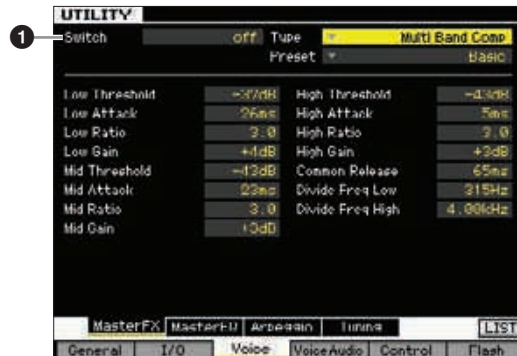 UTILITY
1 Switch off Type Multi Band Comp
Preset Basic
Low Threshold -37dB High Threshold -43dB
Low Attack 26ms High Attack 5ms
Low Ratio 3.0 High Ratio 3.0
Low Gain +4dB High Gain +3dB
Mid Threshold -43dB Common Release 65ms
Mid Attack 23ms Divide Freq Low 315Hz
Mid Ratio 3.0 Divide Freq High 4.00kHz
Mid Gain +3dB
MasterFX MasterEQ Arpeggio Tuning LIST
General I/O Voice VoiceAudio Control Flash